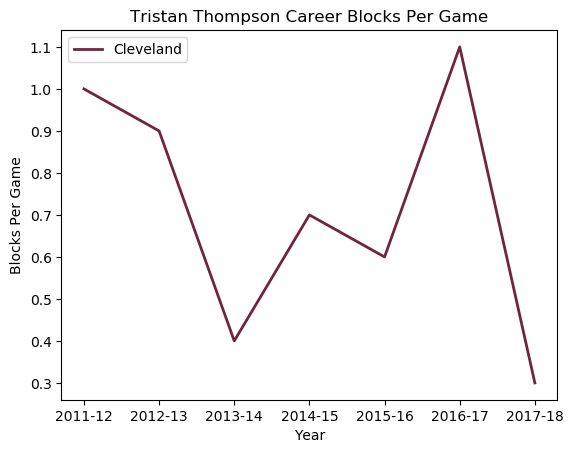 Tristan Thompson Career Blocks Per Game
Cleveland
1.1
1.0
0.9
0.8
0.7
0.6
0.5
0.4
0.3
Blocks Per Game
2011-12 2012-13 2013-14 2014-15 2015-16 2016-17 2017-18
Year